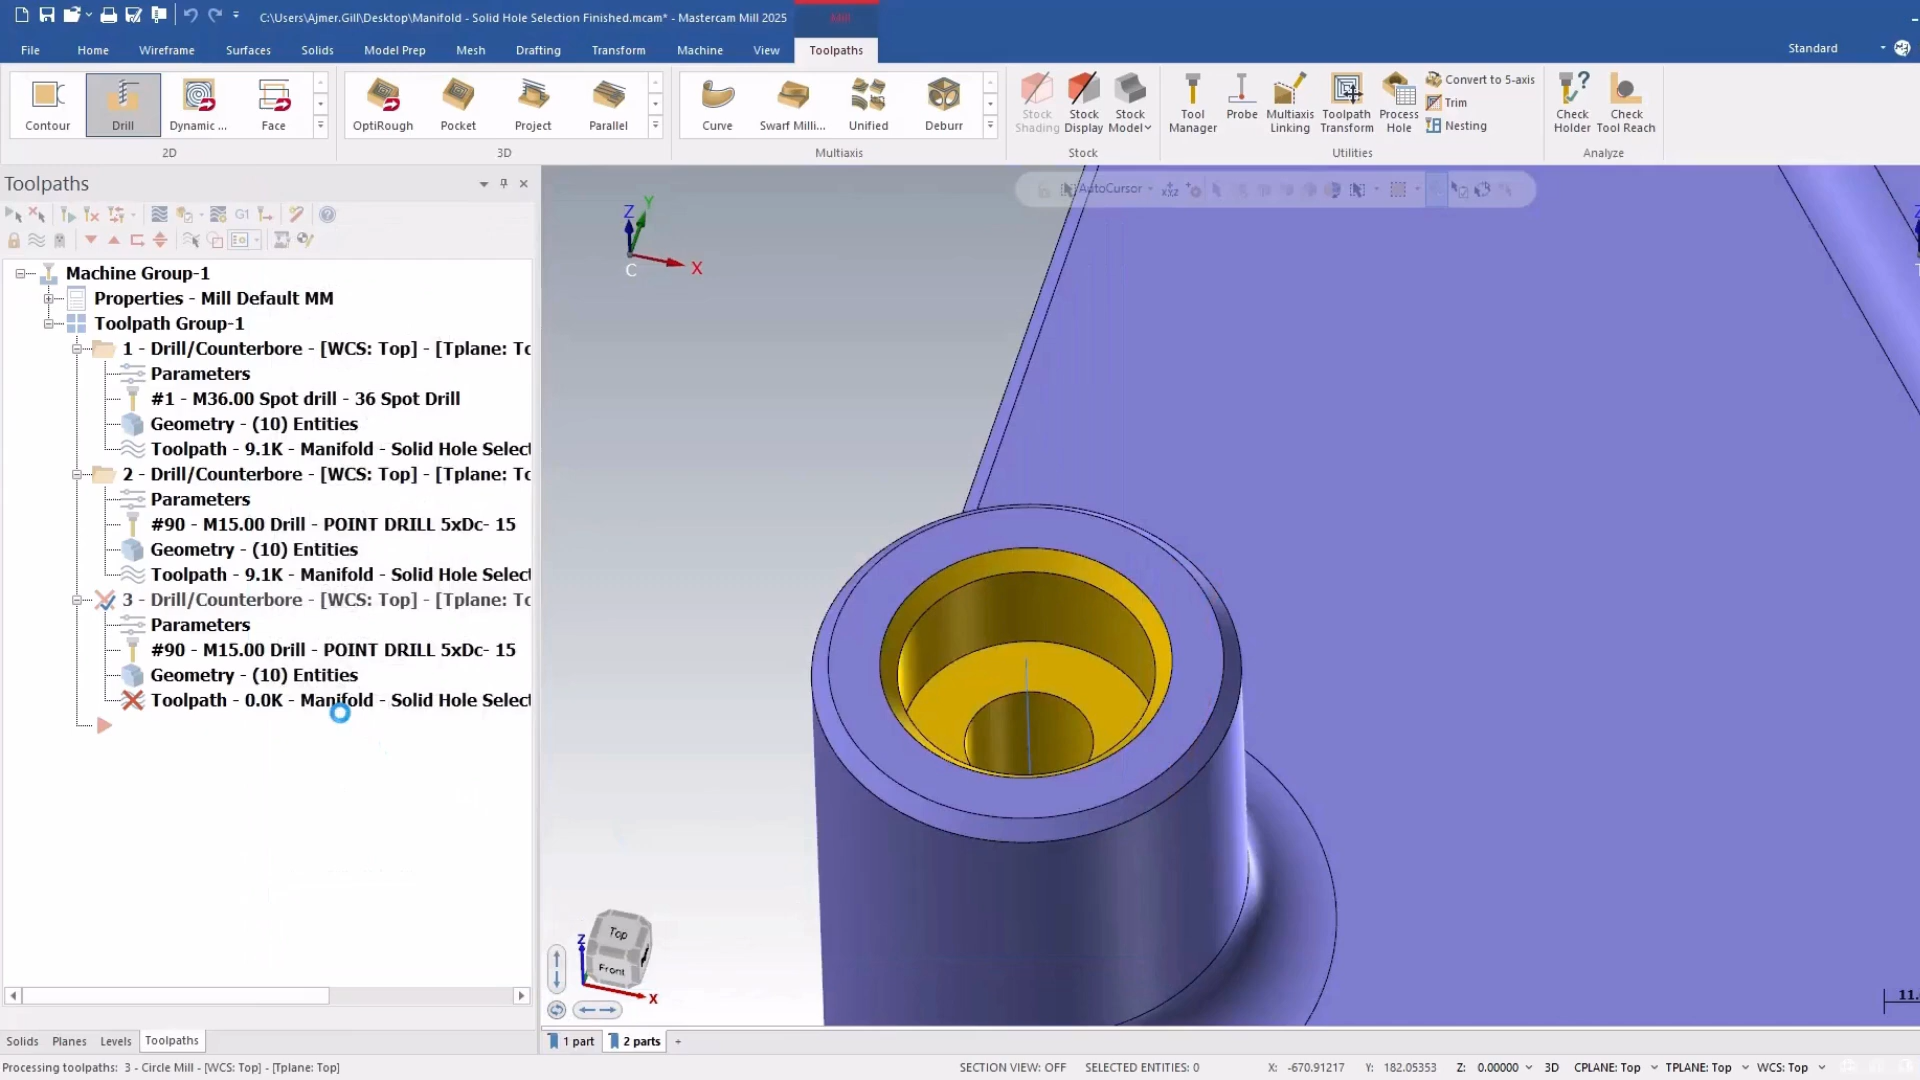 C:\Users\Ajmer.Gill\Desktop\Manifold - Solid Hole Selection Finished.mcam* - Mastercam Mill 2025
Mill
File Home Wireframe Surfaces Solids Model Prep Mesh Drafting Transform Machine View Toolpaths
Standard
Contour Drill Dynamic ... Face
2D
OptiRough Pocket Project Parallel
3D
Curve Swarf Milli... Unified Deburr
Multiaxis
Stock Shading Stock Display Stock Model
Stock
Tool Manager Probe Multiaxis Linking Toolpath Transform Process Hole
Convert to 5-axis
Trim
Nesting
Utilities
Check Holder Check Tool Reach
Analyze
Toolpaths
G1
AutoCursor
XYZ
Machine Group-1
Properties - Mill Default MM
Toolpath Group-1
1 - Drill/Counterbore - [WCS: Top] - [Tplane: To
Parameters
#1 - M36.00 Spot drill - 36 Spot Drill
Geometry - (10) Entities
Toolpath - 9.1K - Manifold - Solid Hole Select
2 - Drill/Counterbore - [WCS: Top] - [Tplane: To
Parameters
#90 - M15.00 Drill - POINT DRILL 5xDc- 15
Geometry - (10) Entities
Toolpath - 9.1K - Manifold - Solid Hole Select
3 - Drill/Counterbore - [WCS: Top] - [Tplane: To
Parameters
#90 - M15.00 Drill - POINT DRILL 5xDc- 15
Geometry - (10) Entities
Toolpath - 0.0K - Manifold - Solid Hole Select
Z Y
X
C
Z
Top
Front
X
11.
Solids Planes Levels Toolpaths
1 part 2 parts +
Processing toolpaths: 3 - Circle Mill - [WCS: Top] - [Tplane: Top]
SECTION VIEW: OFF SELECTED ENTITIES: 0 X: -670.91217 Y: 182.05353 Z: 0.00000 3D CPLANE: Top TPLANE: Top WCS: Top